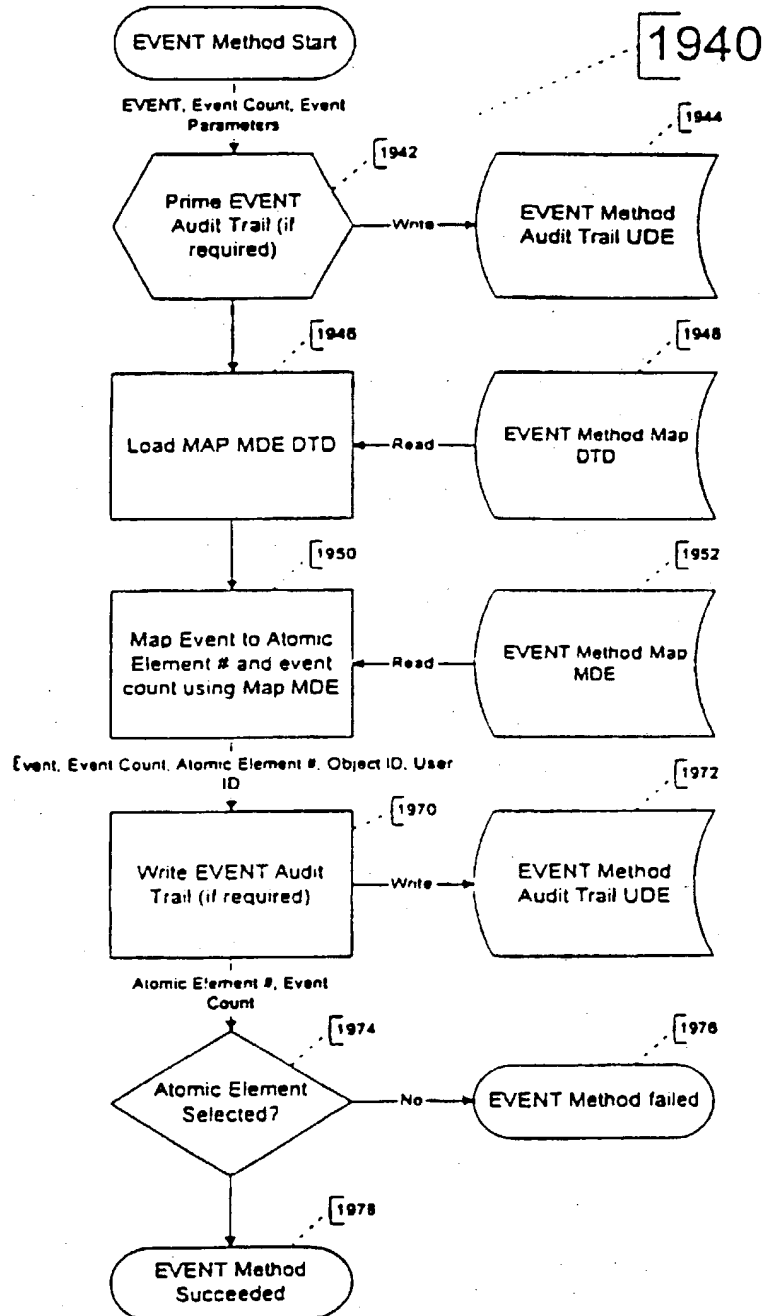 EVENT Method Start
1940
EVENT, Event Count, Event
Parameters
1942
1944
Prime EVENT
Audit Trail (if
required)
Write
EVENT Method
Audit Trail UDE
1946
1948
Load MAP MDE DTD
Read
EVENT Method Map
DTD
1950
1952
Map Event to Atomic
Element # and event
count using Map MDE
Read
EVENT Method Map
MDE
Event, Event Count, Atomic Element #, Object ID, User
ID
1970
1972
Write EVENT Audit
Trail (if required)
Write
EVENT Method
Audit Trail UDE
Atomic Element #, Event
Count
1974
1976
Atomic Element
Selected?
No
EVENT Method failed
1978
EVENT Method
Succeeded